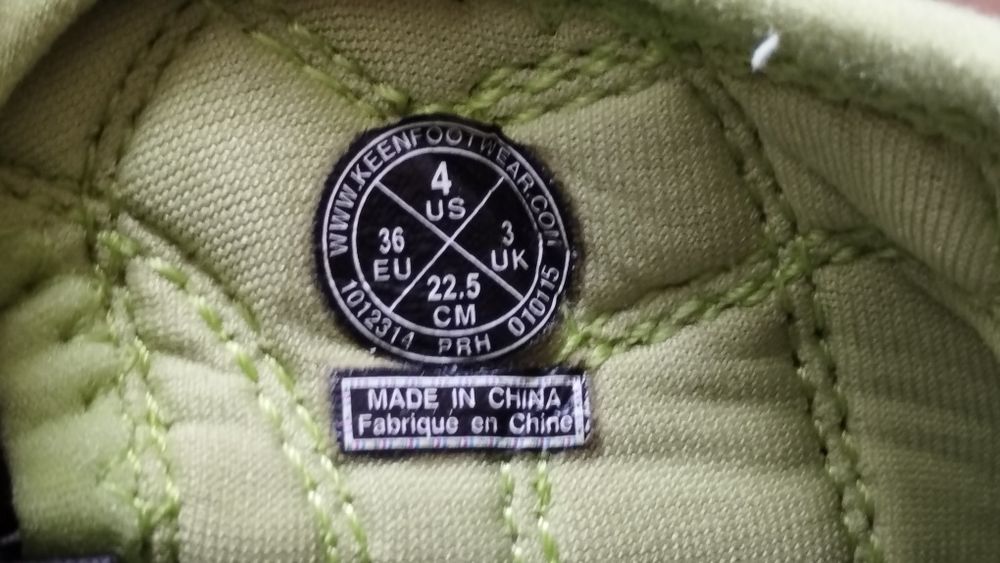 WWW.KEENFOOTWEAR.COM
4
US
36
EU
3
UK
22.5
CM
1012314 PRH 010115
MADE IN CHINA
Fabriqué en Chine